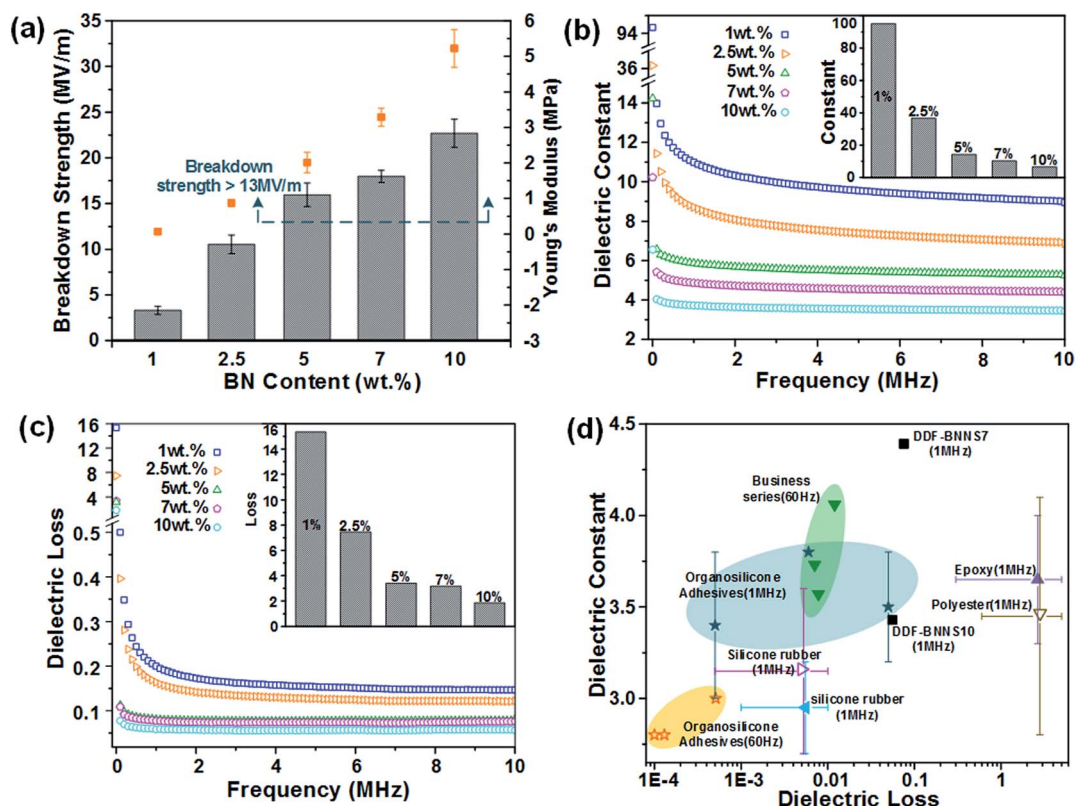 (a)
Breakdown Strength (MV/m)
35
30
25
20
15
10
5
0
Breakdown
strength > 13MV/m
6
5
4
3
2
1
0
-1
-2
-3
Young's Modulus (MPa)
1 2.5 5 7 10
BN Content (wt.%)
(b)
Dielectric Constant
94
36
14
12
10
8
6
4
2
1wt.%
2.5wt.%
5wt.%
7wt.%
10wt.%
Constant
100
80
60
40
20
0
1%
2.5%
5%
7%
10%
0 2 4 6 8 10
Frequency (MHz)
(c)
Dielectric Loss
16
12
8
4
0.5
0.4
0.3
0.2
0.1
1wt.%
2.5wt.%
5wt.%
7wt.%
10wt.%
Loss
16
14
12
10
8
6
4
2
0
1%
2.5%
5%
7%
10%
0 2 4 6 8 10
Frequency (MHz)
(d)
Dielectric Constant
4.5
4.0
3.5
3.0
DDF-BNNS7
(1MHz)
Business
series(60Hz)
Organosilicone
Adhesives(1MHz)
Epoxy(1MHz)
Polyester(1MHz)
DDF-BNNS10
(1MHz)
Silicone rubber
(1MHz)
silicone rubber
(1MHz)
Organosilicone
Adhesives(60Hz)
1E-4 1E-3 0.01 0.1 1
Dielectric Loss